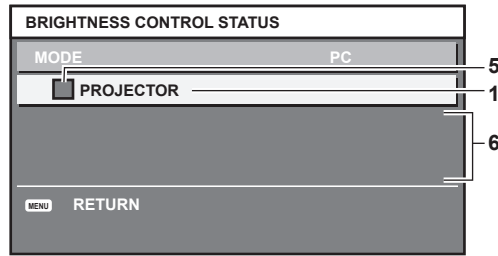 BRIGHTNESS CONTROL STATUS
MODE PC
5
PROJECTOR 1
6
MENU RETURN